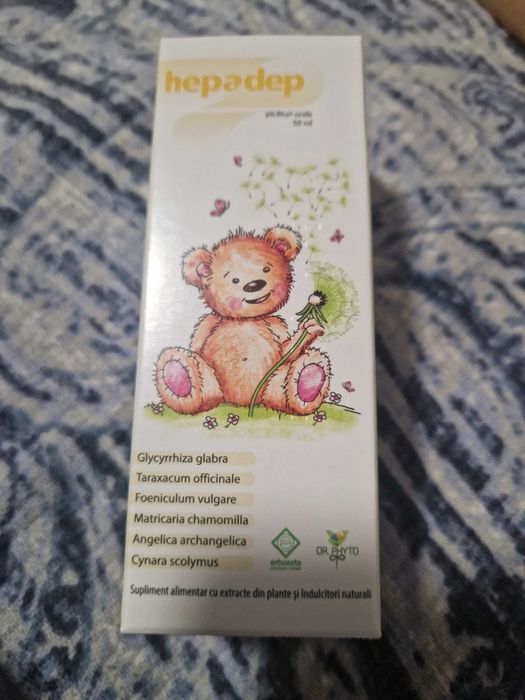 hepadep
picături orale
50 ml
Glycyrrhiza glabra
Taraxacum officinale
Foeniculum vulgare
Matricaria chamomilla
Angelica archangelica
Cynara scolymus
erbozeta
DR. PHYTO
Supliment alimentar cu extracte din plante și îndulcitori naturali